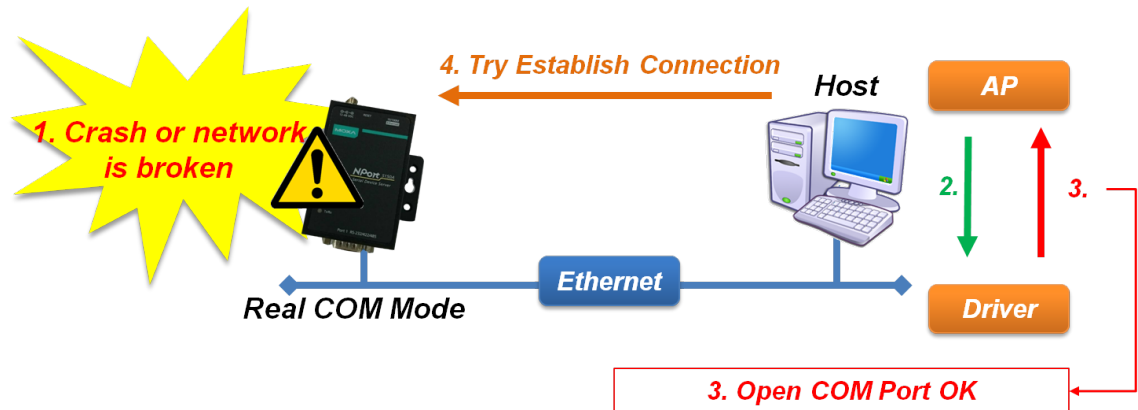 4. Try Establish Connection
Host
AP
1. Crash or network
is broken
NPort
2.
3.
Ethernet
Real COM Mode
Driver
3. Open COM Port OK